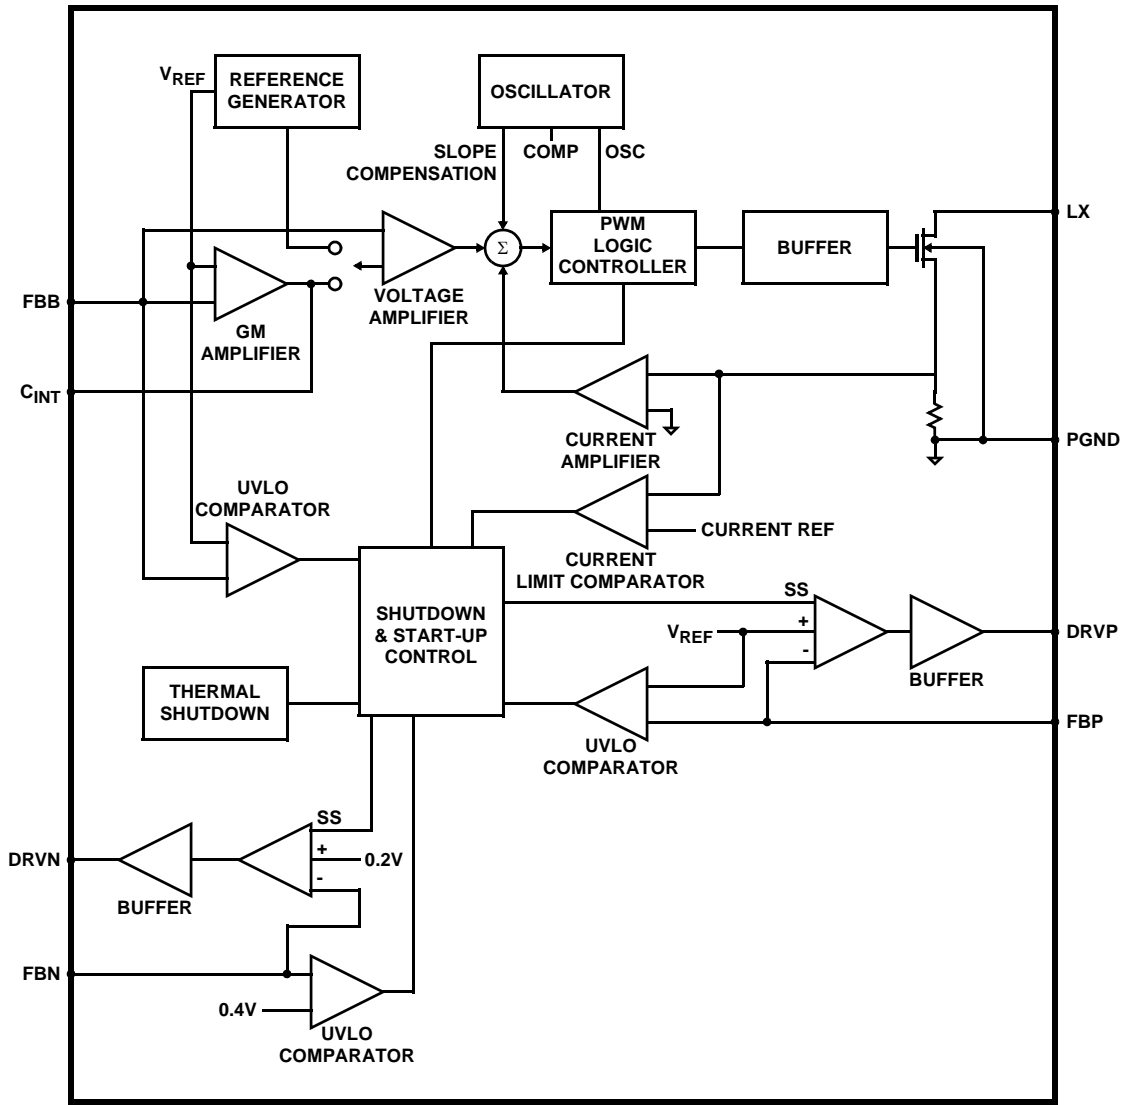 VREF
REFERENCE
GENERATOR
OSCILLATOR
SLOPE
COMPENSATION
COMP
OSC
LX
PWM
LOGIC
CONTROLLER
BUFFER
Σ
FBB
GM
AMPLIFIER
VOLTAGE
AMPLIFIER
CINT
CURRENT
AMPLIFIER
PGND
UVLO
COMPARATOR
CURRENT REF
CURRENT
LIMIT COMPARATOR
SHUTDOWN
& START-UP
CONTROL
SS
VREF
+
-
DRVP
BUFFER
THERMAL
SHUTDOWN
FBP
UVLO
COMPARATOR
SS
DRVN
+
0.2V
-
BUFFER
FBN
0.4V
UVLO
COMPARATOR